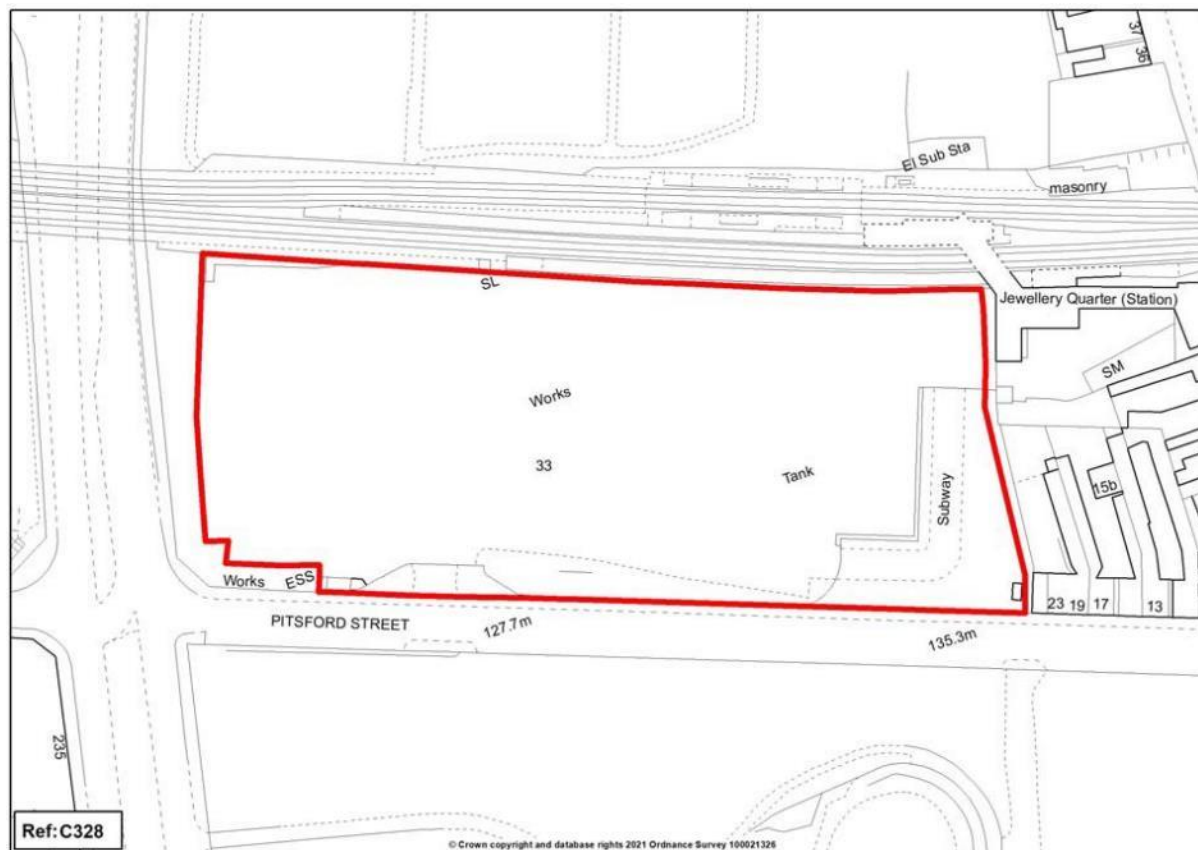 37
36
El Sub Sta
masonry
SL
Jewellery Quarter (Station)
SM
Works
33
Tank
Subway
15b
Works
ESS
23
19
17
13
PITSFORD STREET
127.7m
135.3m
235
Ref:C328
© Crown copyright and database rights 2021 Ordnance Survey 100021326